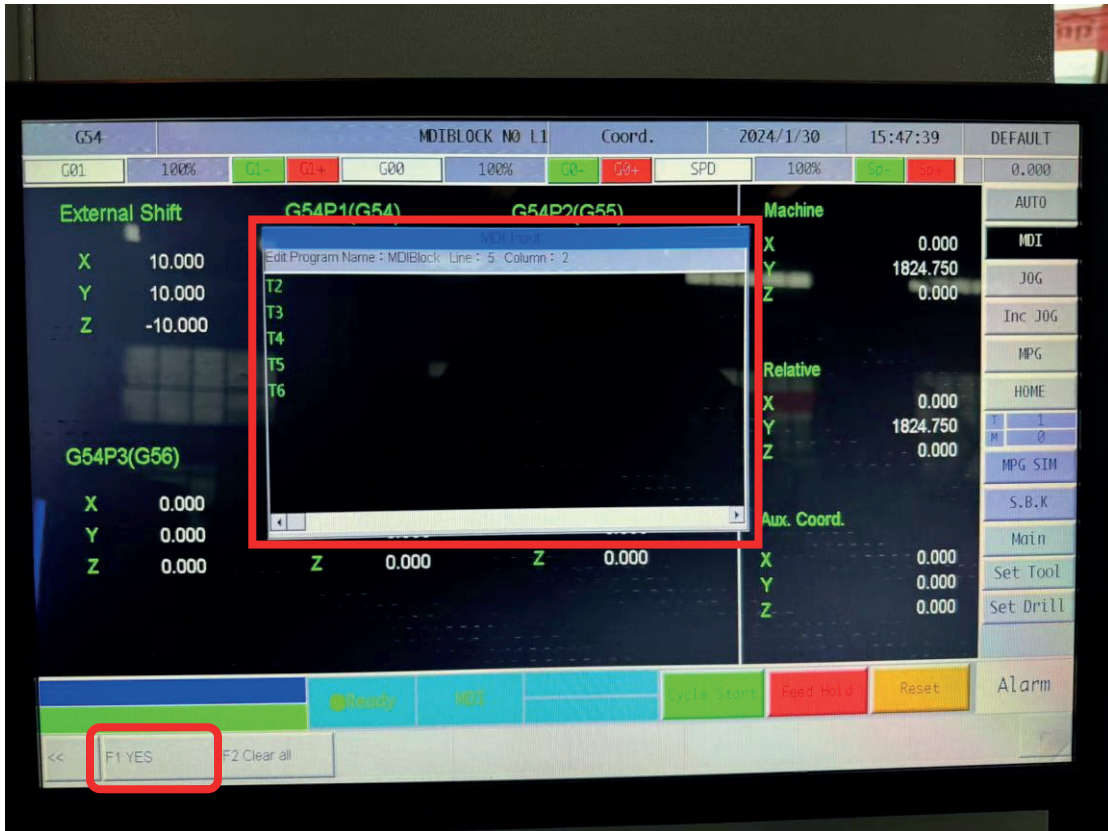 G54 MDIBLOCK N0 L1 Coord. 2024/1/30 15:47:39 DEFAULT
G01 100% G1- G1+ G00 100% G0- G0+ SPD 100% Sp- Sp+ 0.000
External Shift G54P1(G54) G54P2(G55) Machine
X 10.000
Y 10.000
Z -10.000
MDI Input
Edit Program Name : MDIBlock Line : 5 Column : 2
T2
T3
T4
T5
T6
X 0.000
Y 1824.750
Z 0.000
Relative
X 0.000
Y 1824.750
Z 0.000
G54P3(G56)
X 0.000
Y 0.000
Z 0.000
Z 0.000
Z 0.000
Aux. Coord.
X 0.000
Y 0.000
Z 0.000
AUTO
MDI
JOG
Inc JOG
MPG
HOME
T 1
M 0
MPG SIM
S.B.K
Main
Set Tool
Set Drill
Ready MDI Cycle Start Feed Hold Reset Alarm
<< F1 YES F2 Clear all